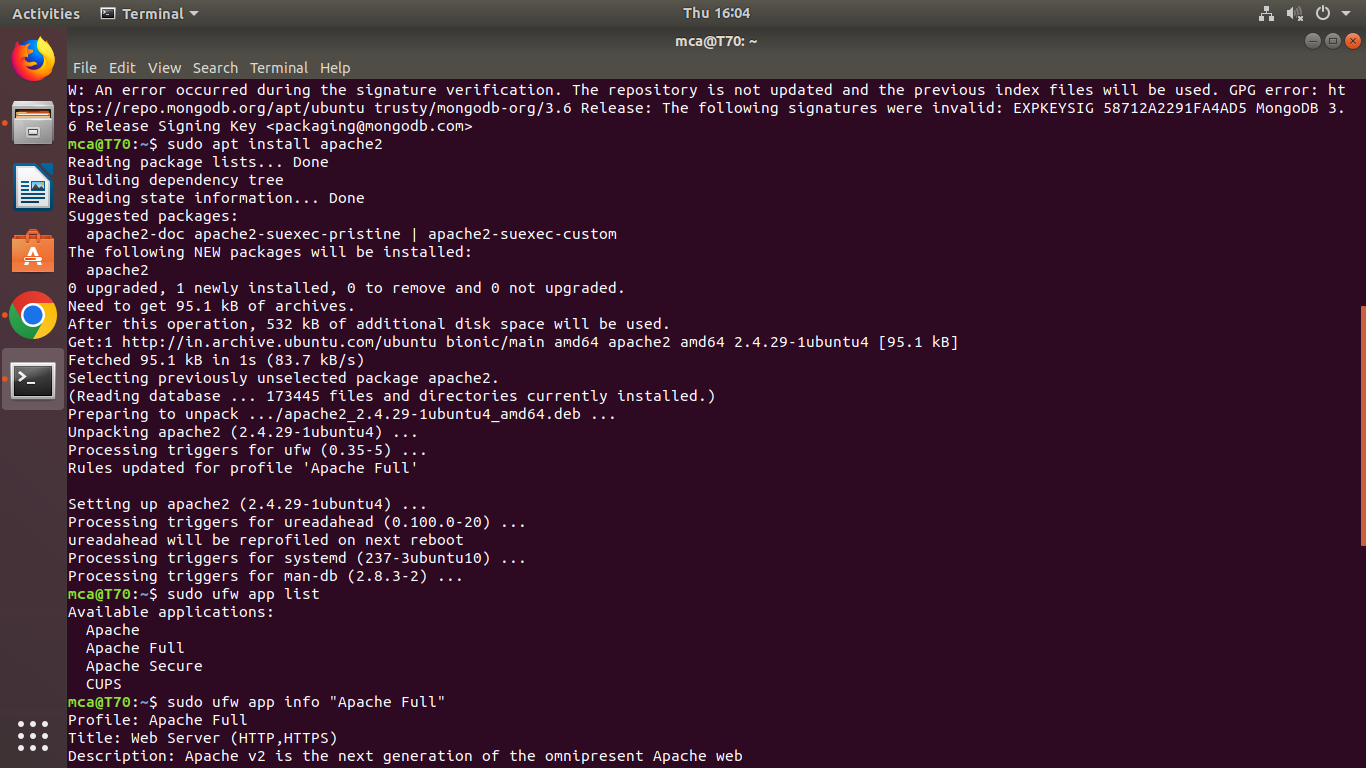 Activities Terminal Thu 16:04
mca@T70: ~
File Edit View Search Terminal Help
W: An error occurred during the signature verification. The repository is not updated and the previous index files will be used. GPG error: ht
tps://repo.mongodb.org/apt/ubuntu trusty/mongodb-org/3.6 Release: The following signatures were invalid: EXPKEYSIG 58712A2291FA4AD5 MongoDB 3.
6 Release Signing Key <packaging@mongodb.com>
mca@T70:~$ sudo apt install apache2
Reading package lists... Done
Building dependency tree
Reading state information... Done
Suggested packages:
  apache2-doc apache2-suexec-pristine | apache2-suexec-custom
The following NEW packages will be installed:
  apache2
0 upgraded, 1 newly installed, 0 to remove and 0 not upgraded.
Need to get 95.1 kB of archives.
After this operation, 532 kB of additional disk space will be used.
Get:1 http://in.archive.ubuntu.com/ubuntu bionic/main amd64 apache2 amd64 2.4.29-1ubuntu4 [95.1 kB]
Fetched 95.1 kB in 1s (83.7 kB/s)
Selecting previously unselected package apache2.
(Reading database ... 173445 files and directories currently installed.)
Preparing to unpack .../apache2_2.4.29-1ubuntu4_amd64.deb ...
Unpacking apache2 (2.4.29-1ubuntu4) ...
Processing triggers for ufw (0.35-5) ...
Rules updated for profile 'Apache Full'

Setting up apache2 (2.4.29-1ubuntu4) ...
Processing triggers for ureadahead (0.100.0-20) ...
ureadahead will be reprofiled on next reboot
Processing triggers for systemd (237-3ubuntu10) ...
Processing triggers for man-db (2.8.3-2) ...
mca@T70:~$ sudo ufw app list
Available applications:
  Apache
  Apache Full
  Apache Secure
  CUPS
mca@T70:~$ sudo ufw app info "Apache Full"
Profile: Apache Full
Title: Web Server (HTTP,HTTPS)
Description: Apache v2 is the next generation of the omnipresent Apache web